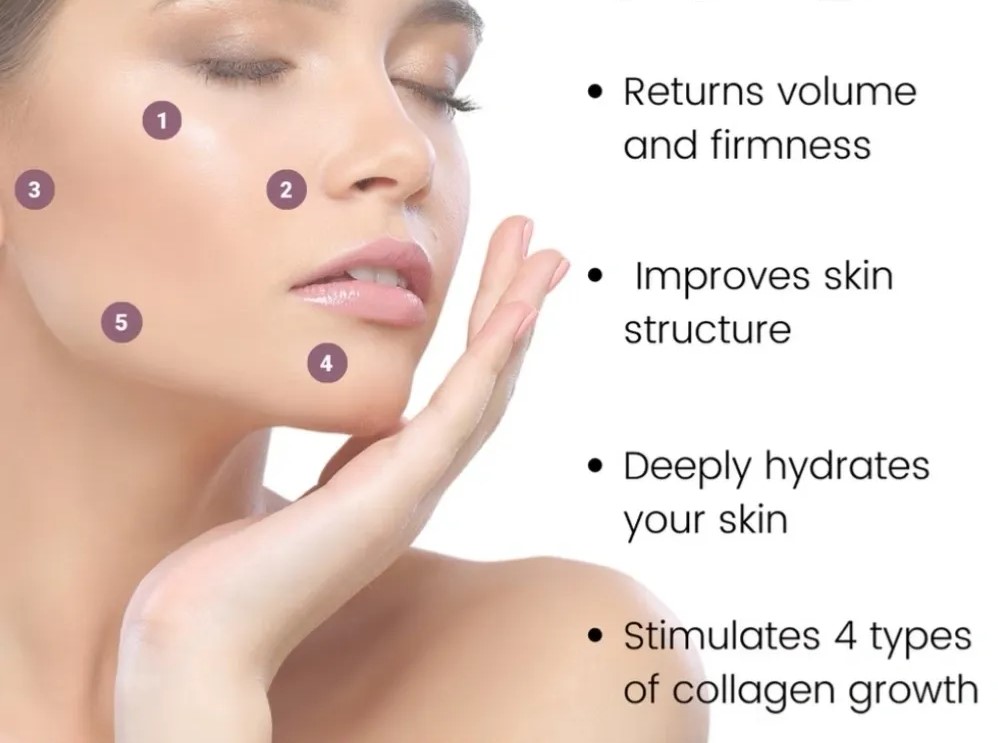 1
3
2
5
4
Returns volume
and firmness
Improves skin
structure
Deeply hydrates
your skin
Stimulates 4 types
of collagen growth